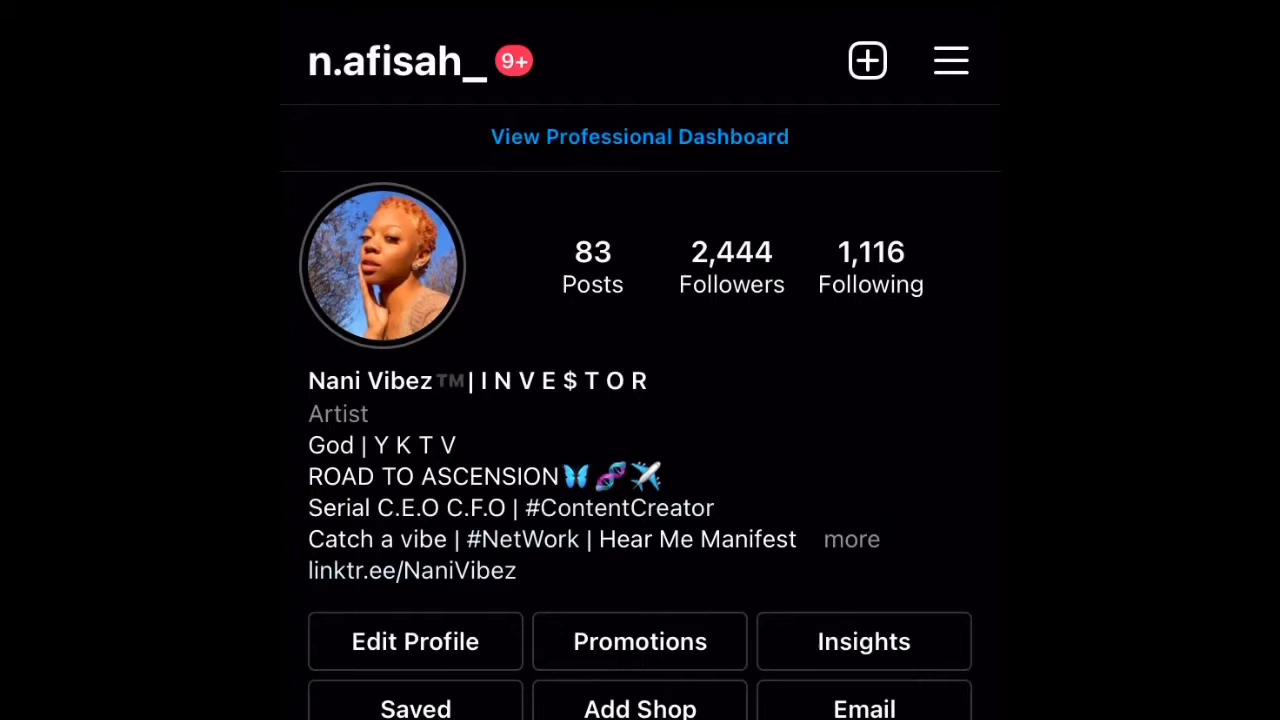 n.afisah_ 9+
View Professional Dashboard
83 2,444 1,116
Posts Followers Following
Nani Vibez™️| I N V E $ T O R
Artist
God | Y K T V
ROAD TO ASCENSION🦋🧬✈️
Serial C.E.O C.F.O | #ContentCreator
Catch a vibe | #NetWork | Hear Me Manifest more
linktr.ee/NaniVibez
Edit Profile Promotions Insights
Saved Add Shop Email